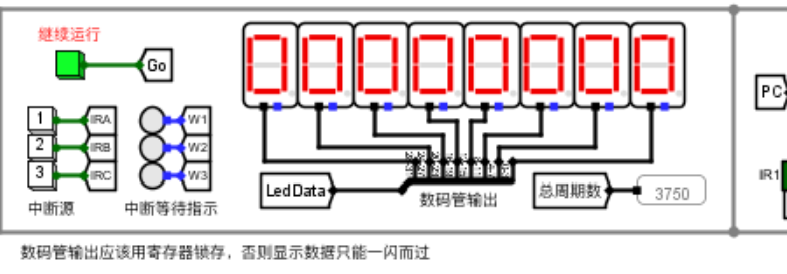 继续运行
Go
00000000
PC
1 IRA W1
2 IRB W2
3 IRC W3
IR1
LedData 数码管输出 总周期数 3750
中断源 中断等待指示
数码管输出应该用寄存器锁存，否则显示数据只能一闪而过